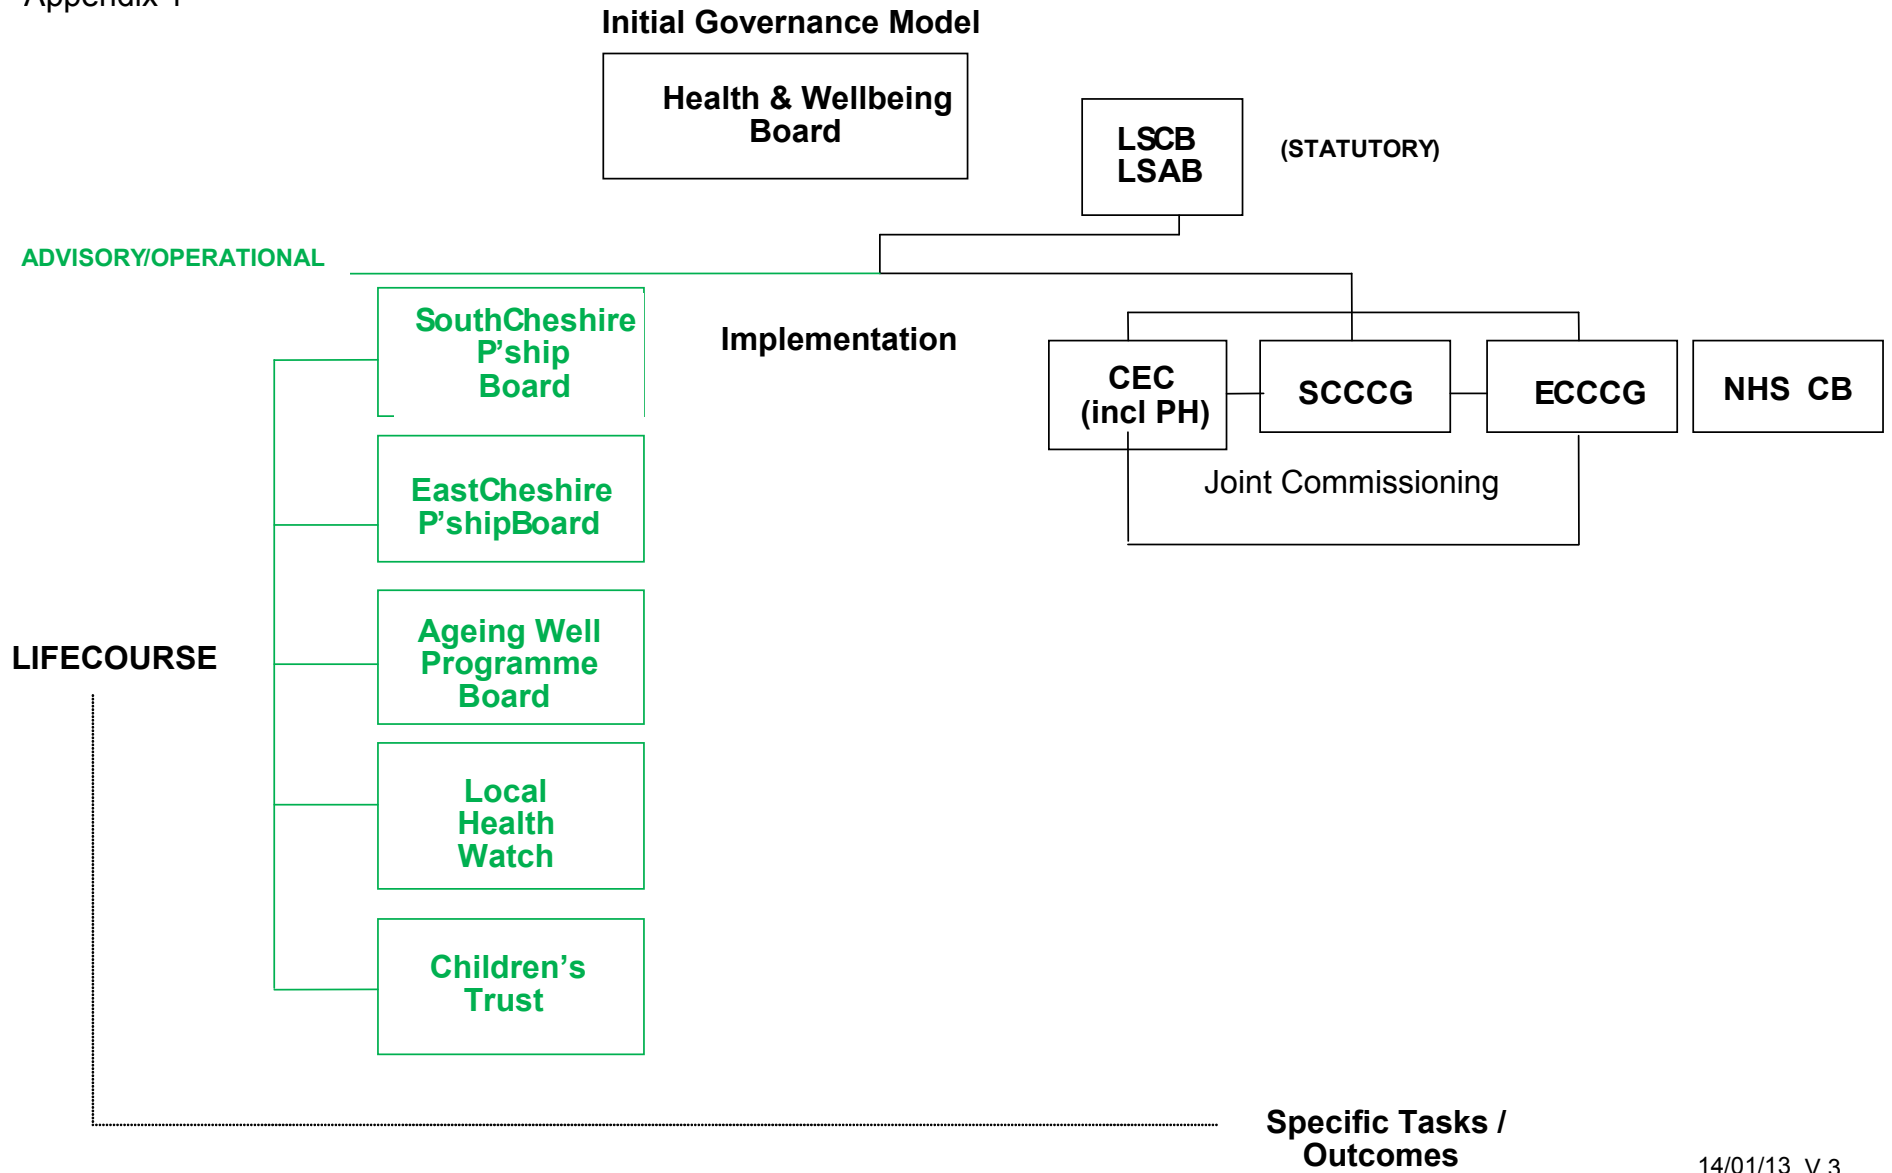 Appendix 1
Initial Governance Model
Health & Wellbeing
Board
LSCB
LSAB
(STATUTORY)
ADVISORY/OPERATIONAL
SouthCheshire
P’ship
Board
Implementation
CEC
(incl PH)
SCCCG
ECCCG
NHS CB
EastCheshire
P’shipBoard
Joint Commissioning
LIFECOURSE
Ageing Well
Programme
Board
Local
Health
Watch
Children’s
Trust
Specific Tasks /
Outcomes
14/01/13 V 3